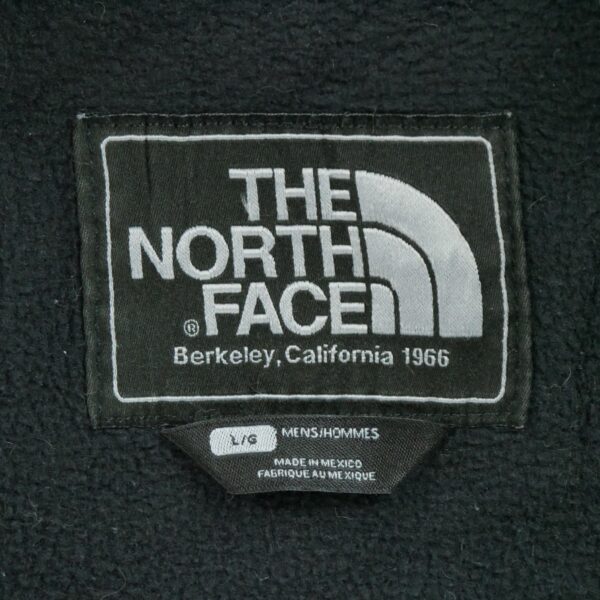 THE
NORTH
FACE
®
Berkeley, California 1966
L/G MENS/HOMMES
MADE IN MEXICO
FABRIQUE AU MEXIQUE